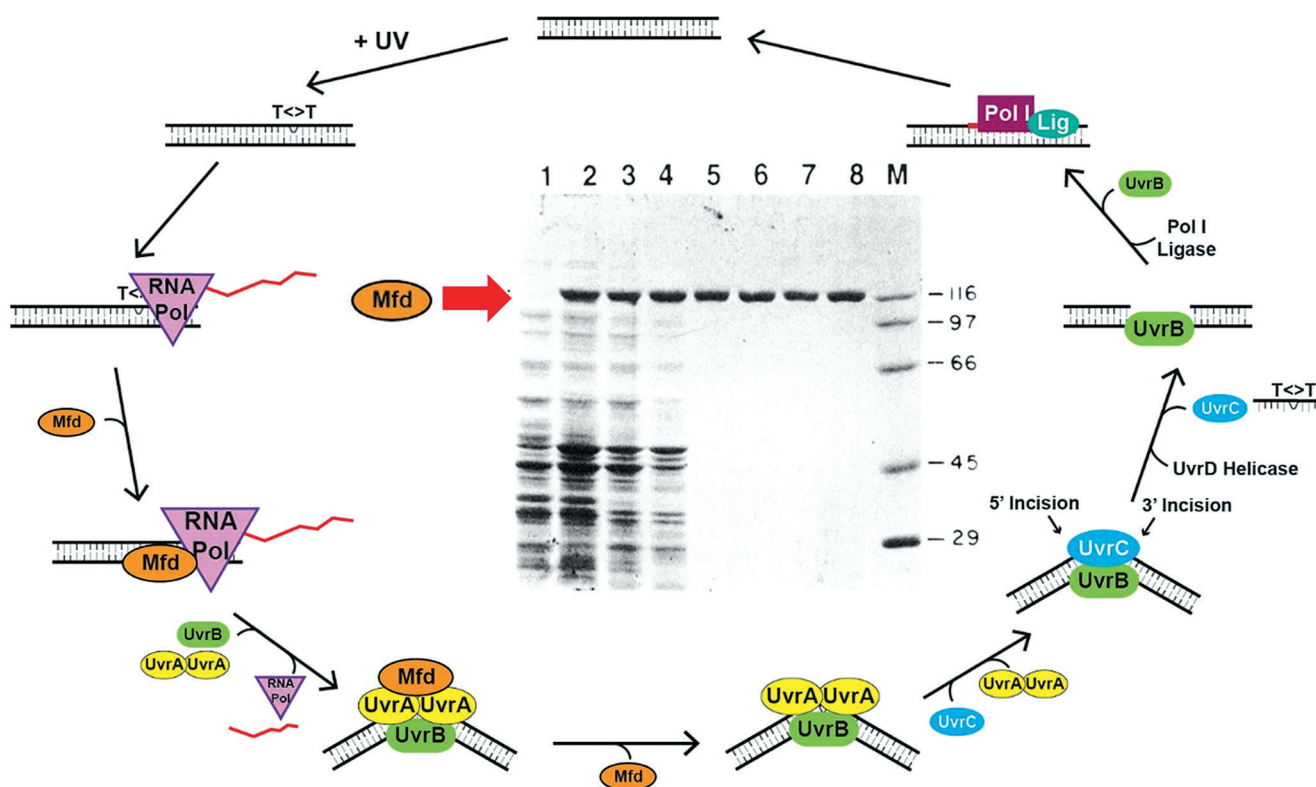 + UV
T<>T
RNA
Pol
Mfd
RNA
Pol
Mfd
UvrB
UvrA UvrA
RNA
Pol
Mfd
UvrA UvrA
UvrB
Mfd
UvrA UvrA
UvrB
UvrC
UvrA UvrA
5' Incision
3' Incision
UvrC
UvrB
UvrD Helicase
UvrC
T<>T
UvrB
Pol I
Ligase
UvrB
Pol I
Lig
Mfd
1 2 3 4 5 6 7 8 M
116
97
66
45
29